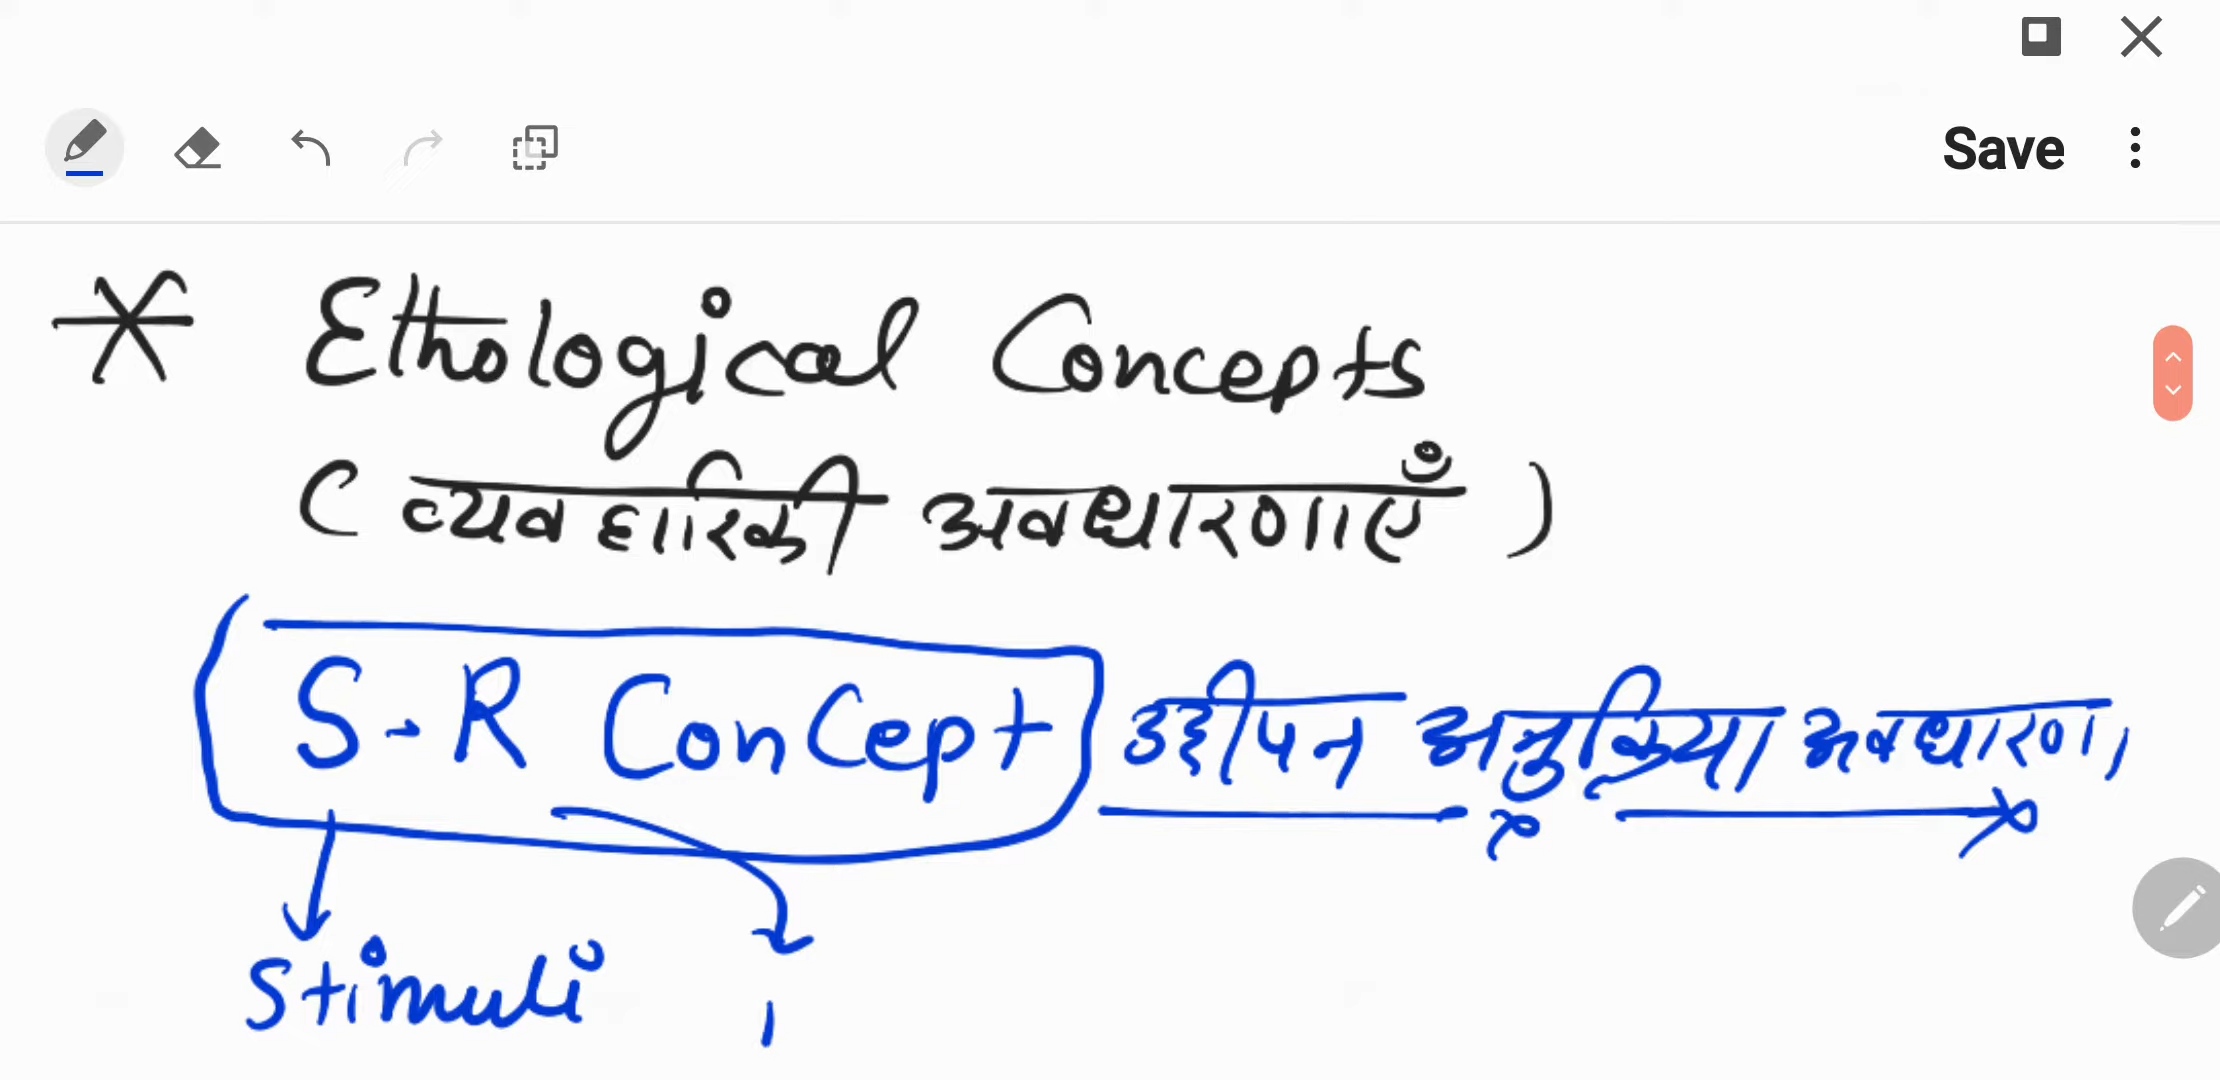 Save
* Ethological Concepts
(व्यवहारिकी अवधारणाएँ)
S-R Concept उद्दीपन अनुक्रिया अवधारणा
Stimuli